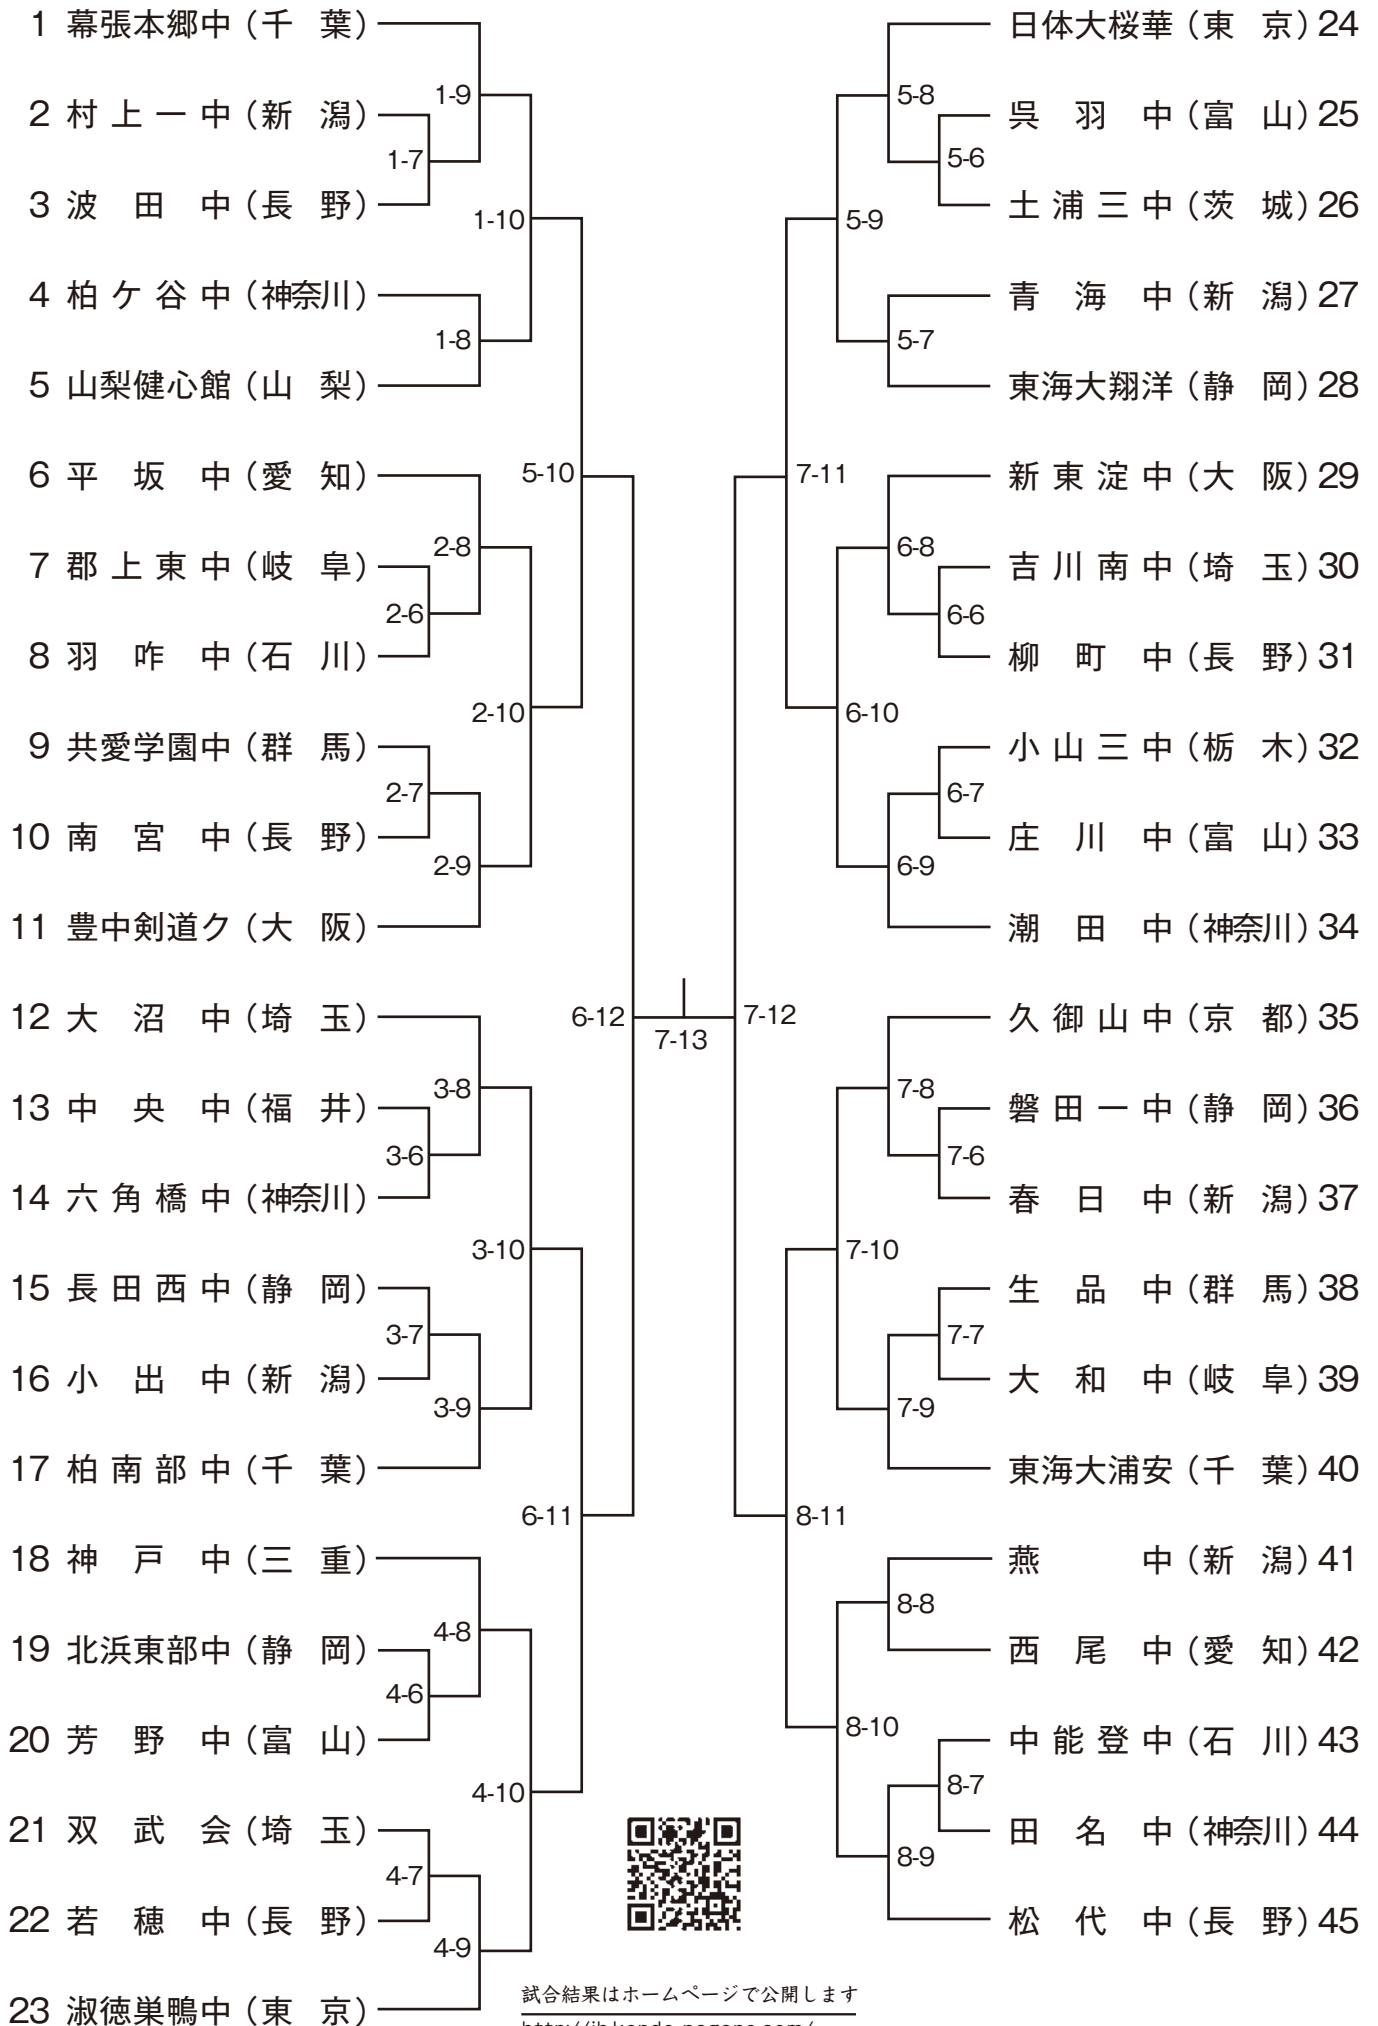 1 幕張本郷中（千 葉）
2 村上一中（新 潟）
3 波田中（長 野）
4 柏ケ谷中（神奈川）
5 山梨健心館（山 梨）
6 平坂中（愛 知）
7 郡上東中（岐 阜）
8 羽咋中（石 川）
9 共愛学園中（群 馬）
10 南宮中（長 野）
11 豊中剣道ク（大 阪）
12 大沼中（埼 玉）
13 中央中（福 井）
14 六角橋中（神奈川）
15 長田西中（静 岡）
16 小出中（新 潟）
17 柏南部中（千 葉）
18 神戸中（三 重）
19 北浜東部中（静 岡）
20 芳野中（富 山）
21 双武会（埼 玉）
22 若穂中（長 野）
23 淑徳巣鴨中（東 京）
1-9
1-7
1-10
1-8
5-10
2-8
2-6
2-10
2-7
2-9
6-12
3-8
3-6
3-10
3-7
3-9
6-11
4-8
4-6
4-10
4-7
4-9
7-13
7-12
5-8
5-6
5-9
5-7
7-11
6-8
6-6
6-10
6-7
6-9
7-8
7-6
7-10
7-7
7-9
8-11
8-8
8-10
8-7
8-9
日体大桜華（東 京）24
呉羽中（富 山）25
土浦三中（茨 城）26
青海中（新 潟）27
東海大翔洋（静 岡）28
新東淀中（大 阪）29
吉川南中（埼 玉）30
柳町中（長 野）31
小山三中（栃 木）32
庄川中（富 山）33
潮田中（神奈川）34
久御山中（京 都）35
磐田一中（静 岡）36
春日中（新 潟）37
生品中（群 馬）38
大和中（岐 阜）39
東海大浦安（千 葉）40
燕中（新 潟）41
西尾中（愛 知）42
中能登中（石 川）43
田名中（神奈川）44
松代中（長 野）45
試合結果はホームページで公開します